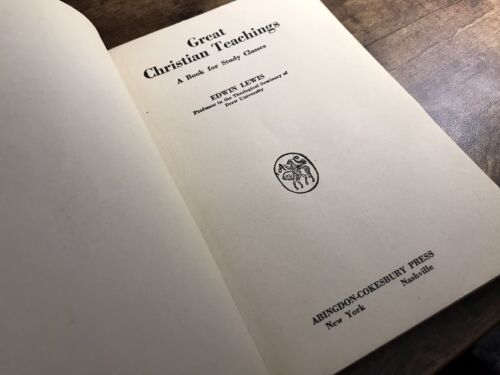 Great
Christian Teachings
A Book for Study Classes
EDWIN LEWIS
Professor in the Theological Seminary of
Drew University
ABINGDON-COKESBURY PRESS
New York Nashville